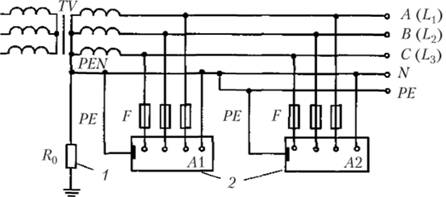 TV
A (L₁)
B (L₂)
C (L₃)
PEN
N
PE
PE F PE F
R₀ 1 A1 2 A2